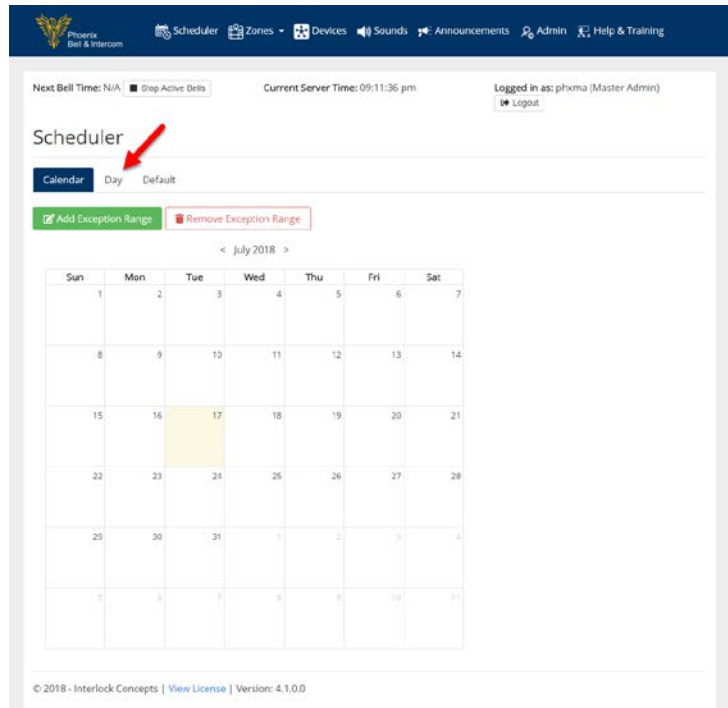 Phoenix
Bell & Intercom
Scheduler Zones Devices Sounds Announcements Admin Help & Training
Next Bell Time: N/A Stop Active Bells Current Server Time: 09:11:36 pm Logged in as: phxma (Master Admin)
Logout
Scheduler
Calendar Day Default
Add Exception Range Remove Exception Range
< July 2018 >
Sun Mon Tue Wed Thu Fri Sat
1 2 3 4 5 6 7
8 9 10 11 12 13 14
15 16 17 18 19 20 21
22 23 24 25 26 27 28
29 30 31 1 2 3 4
5 6 7 8 9 10 11
© 2018 - Interlock Concepts | View License | Version: 4.1.0.0